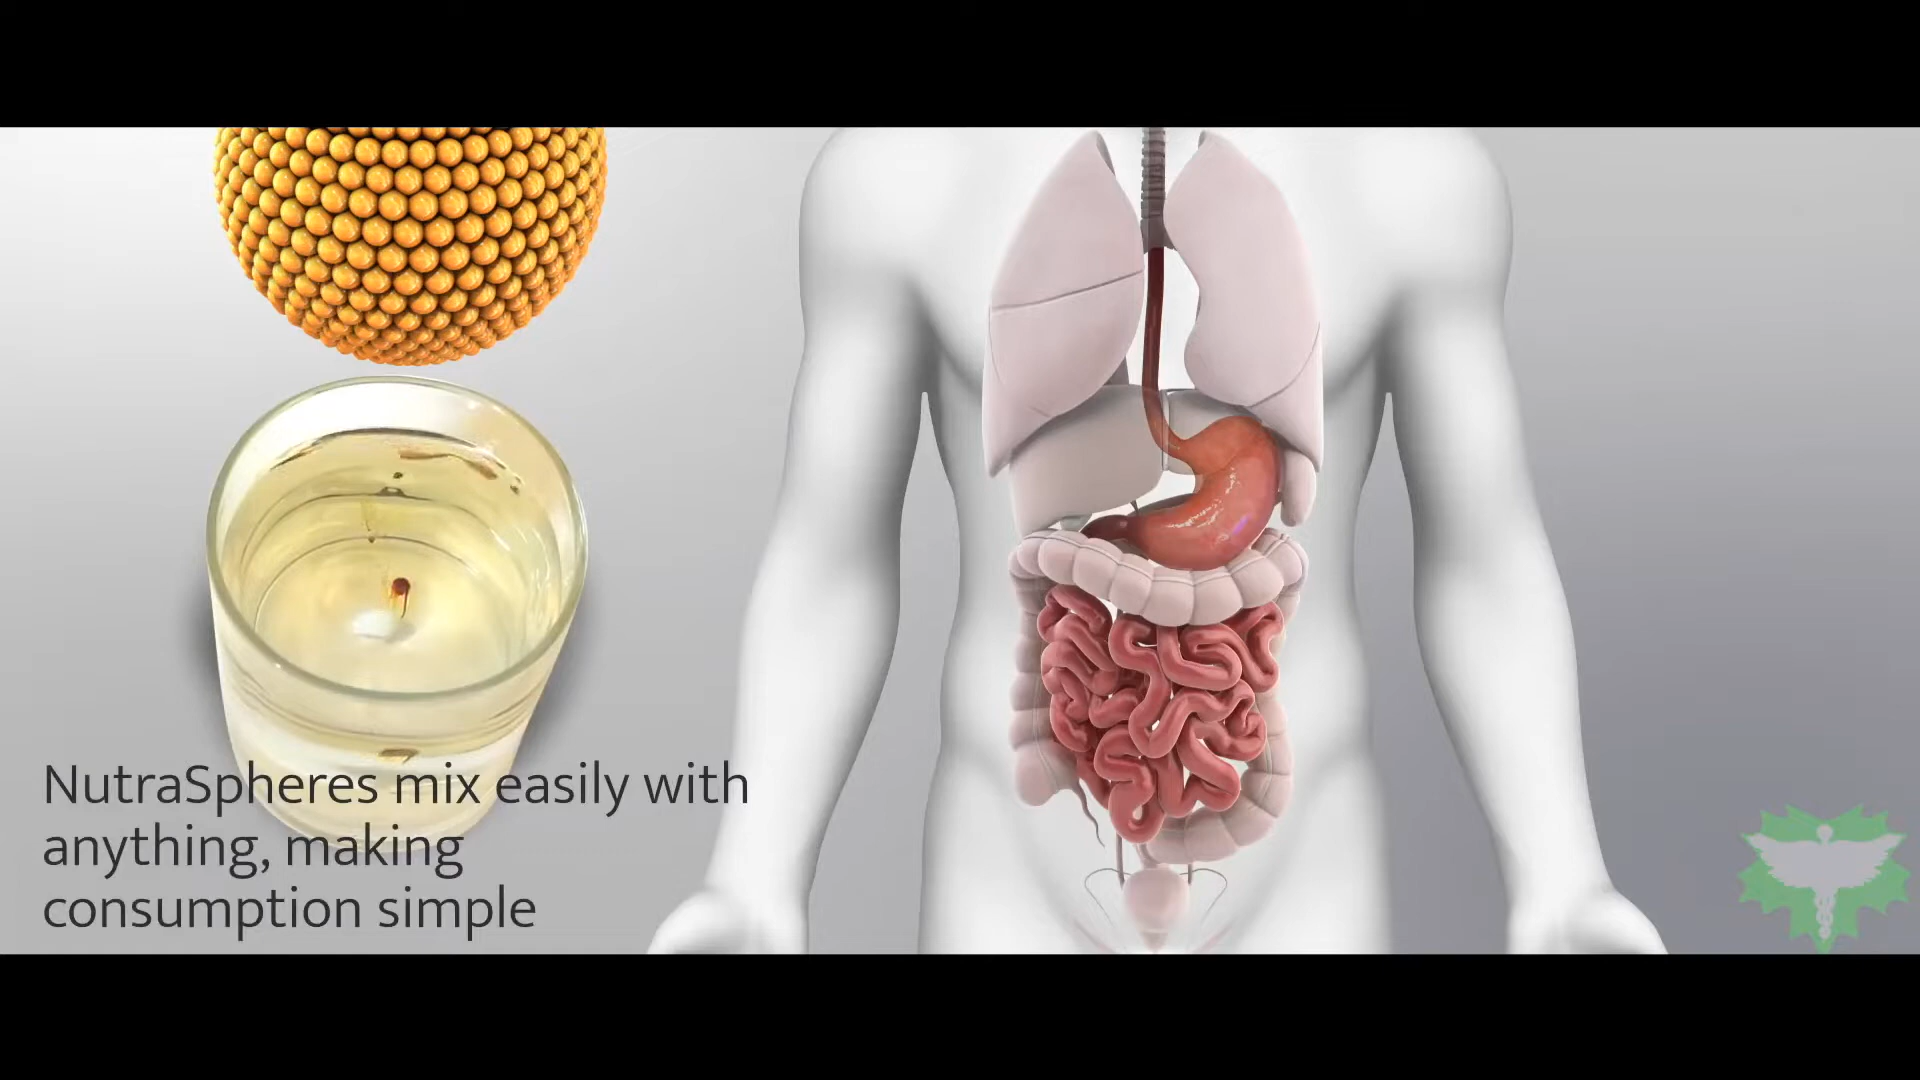 NutraSpheres mix easily with
anything, making
consumption simple